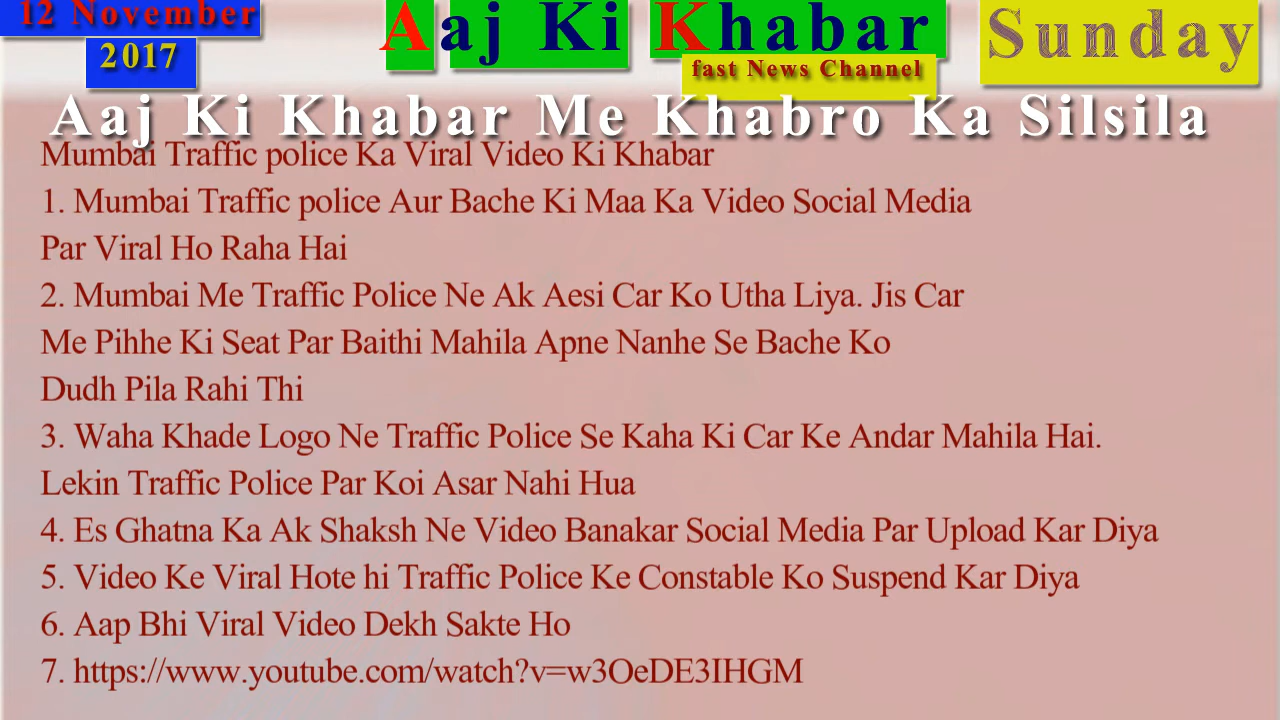 12 November
2017
Aaj Ki Khabar
fast News Channel
Sunday
Aaj Ki Khabar Me Khabro Ka Silsila
Mumbai Traffic police Ka Viral Video Ki Khabar
1. Mumbai Traffic police Aur Bache Ki Maa Ka Video Social Media
Par Viral Ho Raha Hai
2. Mumbai Me Traffic Police Ne Ak Aesi Car Ko Utha Liya. Jis Car
Me Pihhe Ki Seat Par Baithi Mahila Apne Nanhe Se Bache Ko
Dudh Pila Rahi Thi
3. Waha Khade Logo Ne Traffic Police Se Kaha Ki Car Ke Andar Mahila Hai.
Lekin Traffic Police Par Koi Asar Nahi Hua
4. Es Ghatna Ka Ak Shaksh Ne Video Banakar Social Media Par Upload Kar Diya
5. Video Ke Viral Hote hi Traffic Police Ke Constable Ko Suspend Kar Diya
6. Aap Bhi Viral Video Dekh Sakte Ho
7. https://www.youtube.com/watch?v=w3OeDE3IHGM